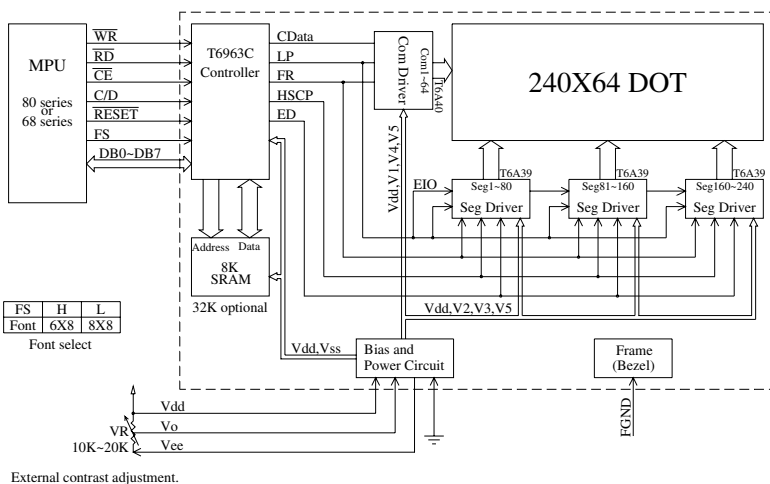 MPU
80 series
or
68 series
WR
RD
CE
C/D
RESET
FS
DB0~DB7
T6963C
Controller
CData
LP
FR
HSCP
ED
Com Driver
Com1~64
T6A40
240X64 DOT
Vdd,V1,V4,V5
EIO
T6A39
Seg1~80
Seg Driver
T6A39
Seg81~160
Seg Driver
T6A39
Seg160~240
Seg Driver
Address
Data
8K
SRAM
32K optional
FS H L
Font 6X8 8X8
Font select
Vdd,V2,V3,V5
Vdd,Vss
Bias and
Power Circuit
Frame
(Bezel)
FGND
Vdd
Vo
Vee
VR
10K~20K
External contrast adjustment.